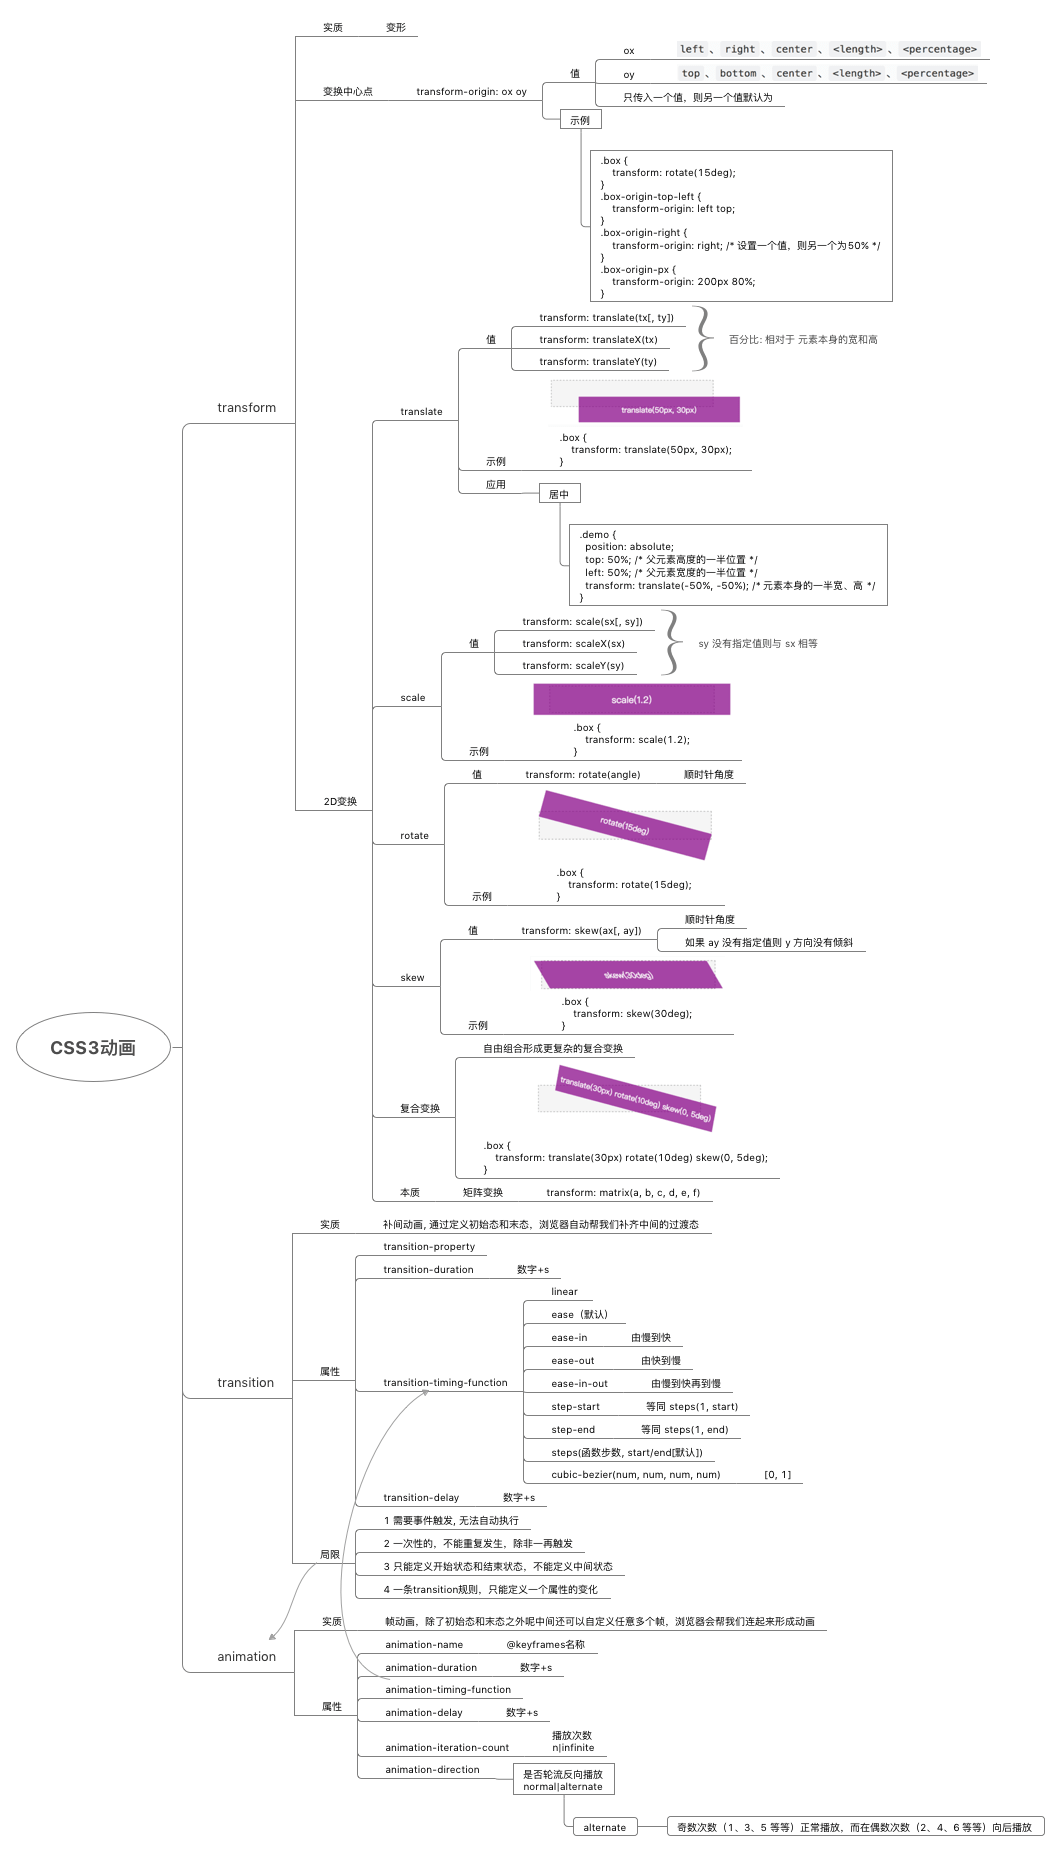 CSS3动画
transform
实质
变形
变换中心点
transform-origin: ox oy
值
ox
left 、 right 、 center 、 <length> 、 <percentage>
oy
top 、 bottom 、 center 、 <length> 、 <percentage>
只传入一个值，则另一个值默认为
示例
.box {
transform: rotate(15deg);
}
.box-origin-top-left {
transform-origin: left top;
}
.box-origin-right {
transform-origin: right; /* 设置一个值，则另一个为50% */
}
.box-origin-px {
transform-origin: 200px 80%;
}
2D变换
translate
值
transform: translate(tx[, ty])
transform: translateX(tx)
transform: translateY(ty)
百分比: 相对于 元素本身的宽和高
示例
translate(50px, 30px)
.box {
transform: translate(50px, 30px);
}
应用
居中
.demo {
position: absolute;
top: 50%; /* 父元素高度的一半位置 */
left: 50%; /* 父元素宽度的一半位置 */
transform: translate(-50%, -50%); /* 元素本身的一半宽、高 */
}
scale
值
transform: scale(sx[, sy])
transform: scaleX(sx)
transform: scaleY(sy)
sy 没有指定值则与 sx 相等
示例
scale(1.2)
.box {
transform: scale(1.2);
}
rotate
值
transform: rotate(angle)
顺时针角度
示例
rotate(15deg)
.box {
transform: rotate(15deg);
}
skew
值
transform: skew(ax[, ay])
顺时针角度
如果 ay 没有指定值则 y 方向没有倾斜
示例
skew(30deg)
.box {
transform: skew(30deg);
}
复合变换
自由组合形成更复杂的复合变换
translate(30px) rotate(10deg) skew(0, 5deg)
.box {
transform: translate(30px) rotate(10deg) skew(0, 5deg);
}
本质
矩阵变换
transform: matrix(a, b, c, d, e, f)
transition
实质
补间动画, 通过定义初始态和末态，浏览器自动帮我们补齐中间的过渡态
属性
transition-property
transition-duration
数字+s
transition-timing-function
linear
ease（默认）
ease-in
由慢到快
ease-out
由快到慢
ease-in-out
由慢到快再到慢
step-start
等同 steps(1, start)
step-end
等同 steps(1, end)
steps(函数步数, start/end[默认])
cubic-bezier(num, num, num, num)
[0, 1]
transition-delay
数字+s
局限
1 需要事件触发, 无法自动执行
2 一次性的，不能重复发生，除非一再触发
3 只能定义开始状态和结束状态，不能定义中间状态
4 一条transition规则，只能定义一个属性的变化
animation
实质
帧动画，除了初始态和末态之外呢中间还可以自定义任意多个帧，浏览器会帮我们连起来形成动画
属性
animation-name
@keyframes名称
animation-duration
数字+s
animation-timing-function
animation-delay
数字+s
animation-iteration-count
播放次数
n|infinite
animation-direction
是否轮流反向播放
normal|alternate
alternate
奇数次数（1、3、5 等等）正常播放，而在偶数次数（2、4、6 等等）向后播放